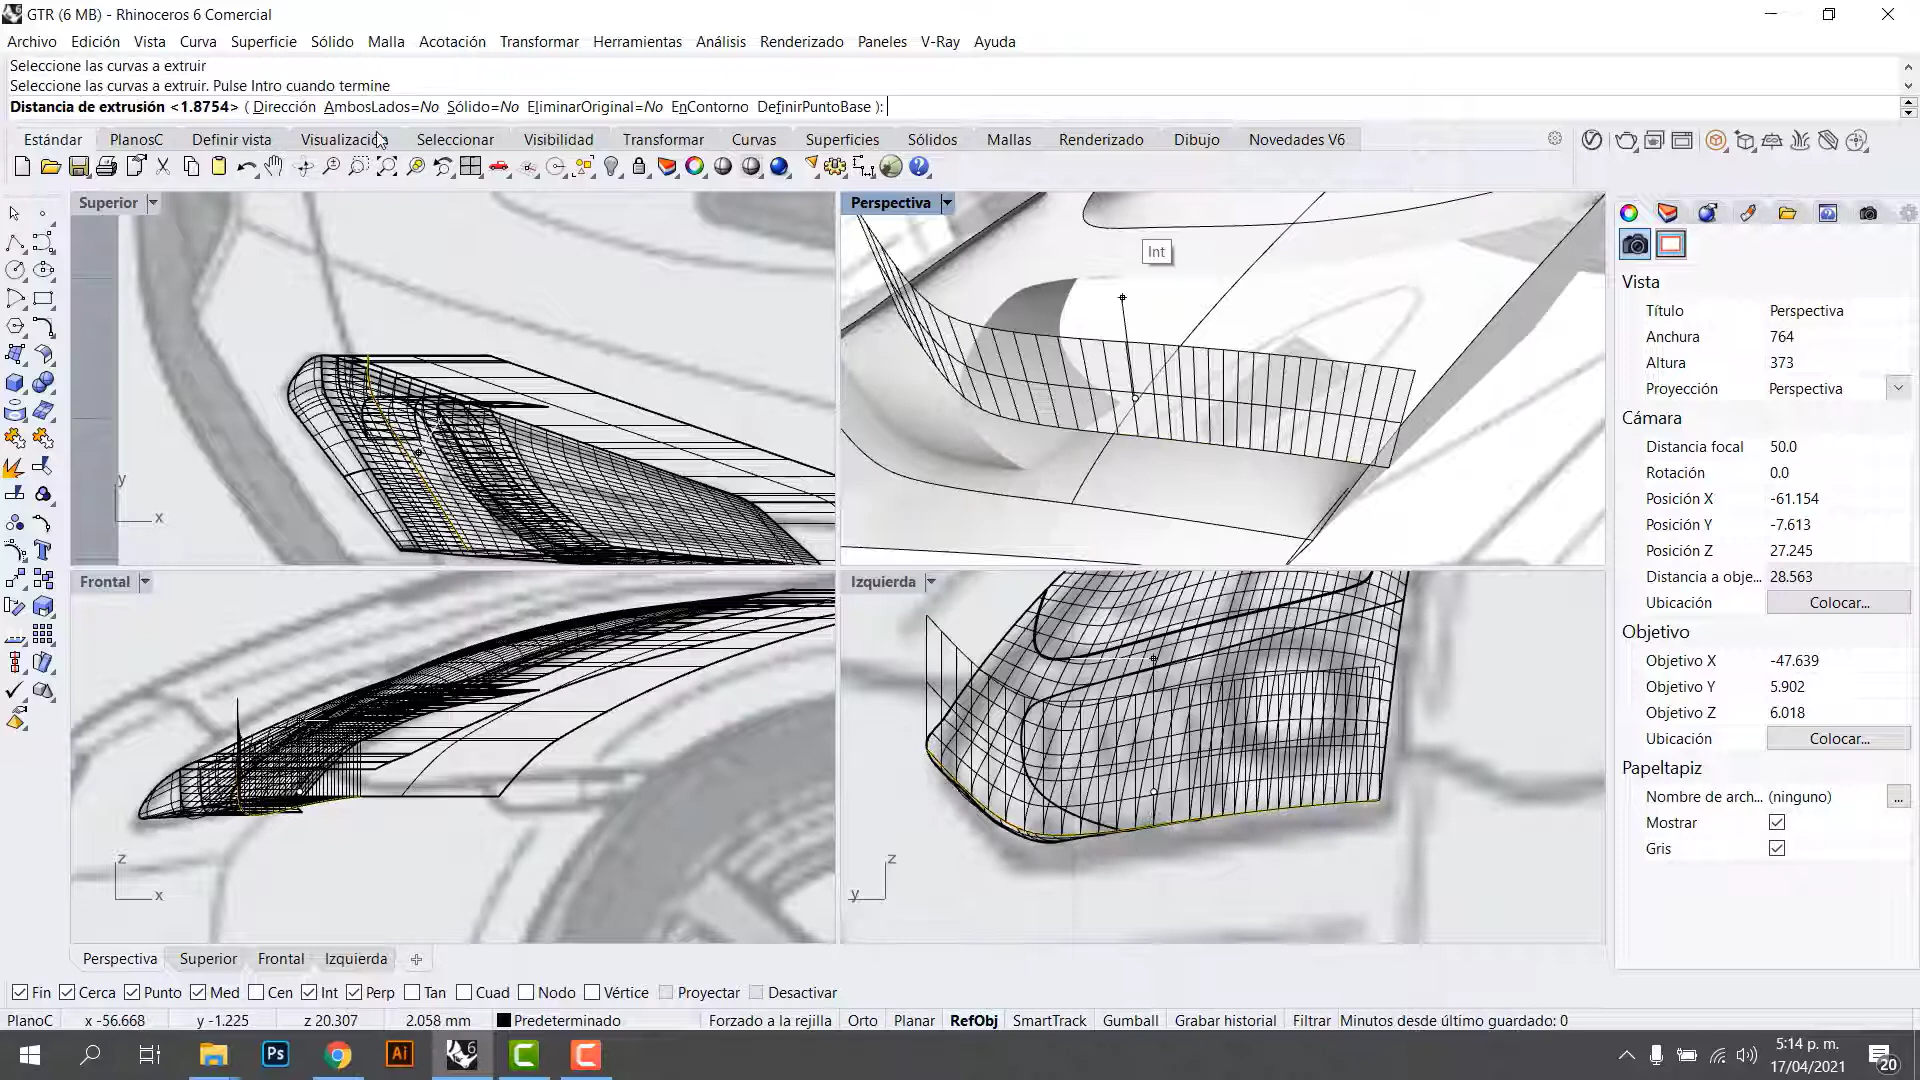 GTR (6 MB) - Rhinoceros 6 Comercial
Archivo Edición Vista Curva Superficie Sólido Malla Acotación Transformar Herramientas Análisis Renderizado Paneles V-Ray Ayuda
Seleccione las curvas a extruir
Seleccione las curvas a extruir. Pulse Intro cuando termine
Distancia de extrusión <1.8754> ( Dirección AmbosLados=No Sólido=No EliminarOriginal=No EnContorno DefinirPuntoBase ):
Estándar PlanosC Definir vista Visualización Seleccionar Visibilidad Transformar Curvas Superficies Sólidos Mallas Renderizado Dibujo Novedades V6
Superior
Perspectiva
Int
y
x
Frontal
Izquierda
z
x
z
y
Vista
Título Perspectiva
Anchura 764
Altura 373
Proyección Perspectiva
Cámara
Distancia focal 50.0
Rotación 0.0
Posición X -61.154
Posición Y -7.613
Posición Z 27.245
Distancia a obje... 28.563
Ubicación Colocar...
Objetivo
Objetivo X -47.639
Objetivo Y 5.902
Objetivo Z 6.018
Ubicación Colocar...
Papeltapiz
Nombre de arch... (ninguno) ...
Mostrar
Gris
Perspectiva Superior Frontal Izquierda
Fin Cerca Punto Med Cen Int Perp Tan Cuad Nodo Vértice Proyectar Desactivar
PlanoC x -56.668 y -1.225 z 20.307 2.058 mm Predeterminado Forzado a la rejilla Orto Planar RefObj SmartTrack Gumball Grabar historial Filtrar Minutos desde último guardado: 0
Ps Ai 6 C C
5:14 p. m.
17/04/2021
20